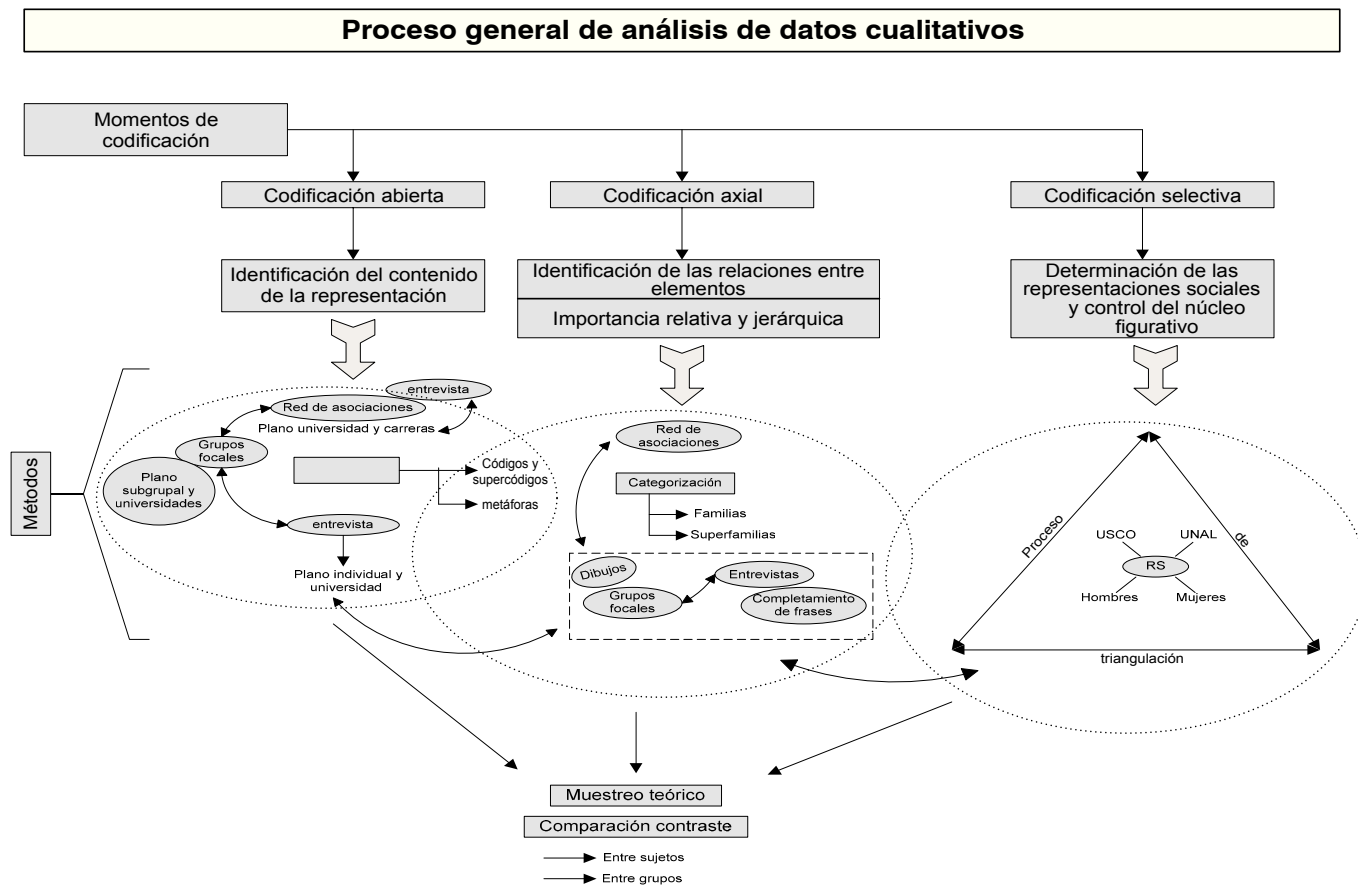 Proceso general de análisis de datos cualitativos
Momentos de
codificación
Codificación abierta
Codificación axial
Codificación selectiva
Identificación del contenido
de la representación
Identificación de las relaciones entre
elementos
Importancia relativa y jerárquica
Determinación de las
representaciones sociales
y control del núcleo
figurativo
Métodos
entrevista
Red de asociaciones
Plano universidad y carreras
Grupos
focales
Plano
subgrupal y
universidades
Códigos y
supercódigos
metáforas
entrevista
Plano individual y
universidad
Red de
asociaciones
Categorización
Familias
Superfamilias
Dibujos
Grupos
focales
Entrevistas
Completamiento
de frases
Proceso
de
triangulación
USCO
UNAL
RS
Hombres
Mujeres
Muestreo teórico
Comparación contraste
Entre sujetos
Entre grupos